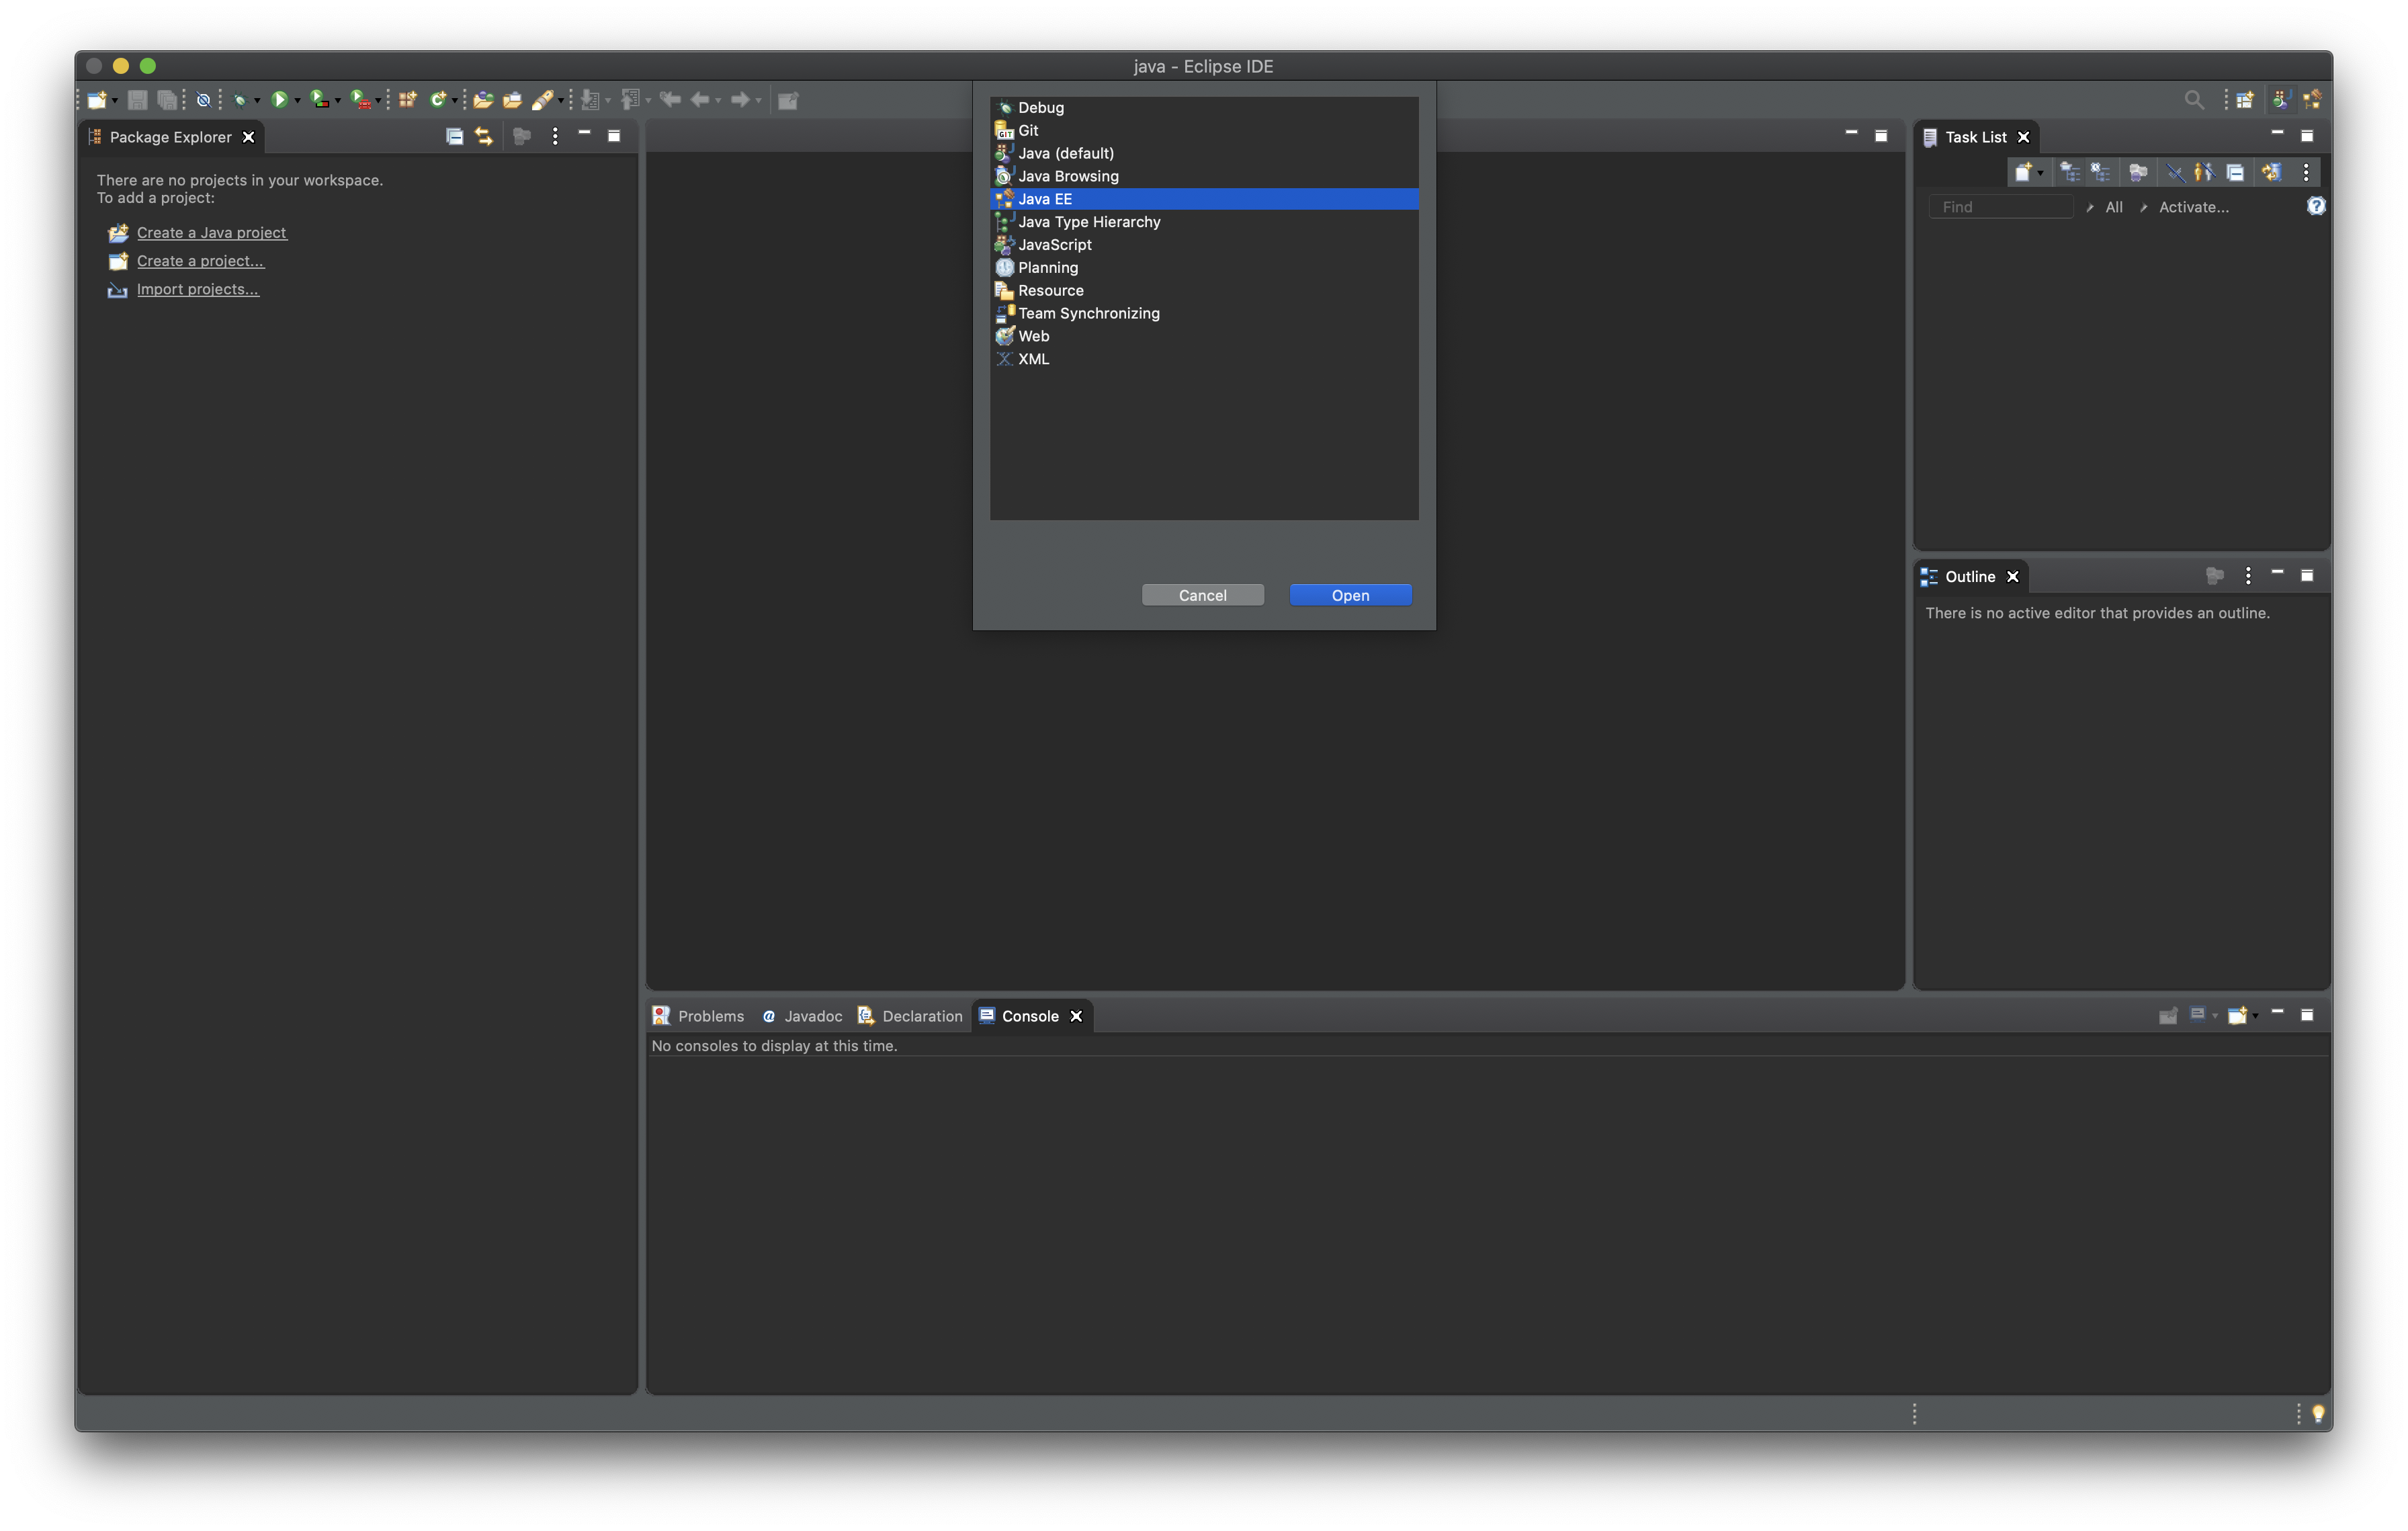 java - Eclipse IDE
Package Explorer
There are no projects in your workspace.
To add a project:
Create a Java project
Create a project...
Import projects...
Debug
GIT Git
Java (default)
Java Browsing
Java EE
Java Type Hierarchy
JavaScript
Planning
Resource
Team Synchronizing
Web
XML
Cancel Open
Task List
Find All Activate...
Outline
There is no active editor that provides an outline.
Problems @ Javadoc Declaration Console
No consoles to display at this time.